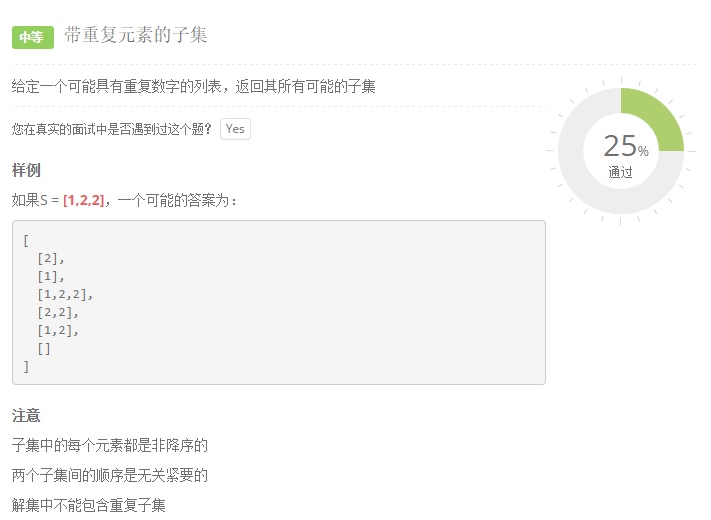 中等 带重复元素的子集
给定一个可能具有重复数字的列表，返回其所有可能的子集
您在真实的面试中是否遇到过这个题？ Yes
25%
通过
样例
如果S = [1,2,2]，一个可能的答案为：
[
  [2],
  [1],
  [1,2,2],
  [2,2],
  [1,2],
  []
]
注意
子集中的每个元素都是非降序的
两个子集间的顺序是无关紧要的
解集中不能包含重复子集